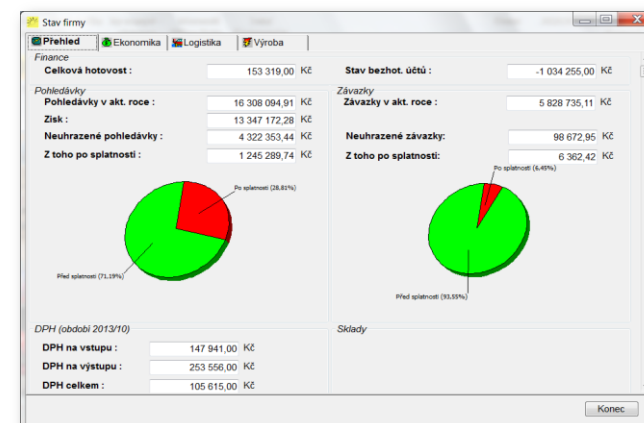 Stav firmy
Přehled Ekonomika Logistika Výroba
Finance
Celková hotovost : 153 319,00 Kč Stav bezhot. účtů : -1 034 255,00 Kč
Pohledávky Závazky
Pohledávky v akt. roce : 16 308 094,91 Kč Závazky v akt. roce : 5 828 735,11 Kč
Zisk : 13 347 172,28 Kč
Neuhrazené pohledávky : 4 322 353,44 Kč Neuhrazené závazky: 98 672,95 Kč
Z toho po splatnosti : 1 245 289,74 Kč Z toho po splatnosti: 6 362,42 Kč
Po splatnosti (6.45%)
Po splatnosti (28,81%)
Před splatností (71.19%)
Před splatností (93.55%)
DPH (období 2013/10) Sklady
DPH na vstupu : 147 941,00 Kč
DPH na výstupu : 253 556,00 Kč
DPH celkem : 105 615,00 Kč
Konec